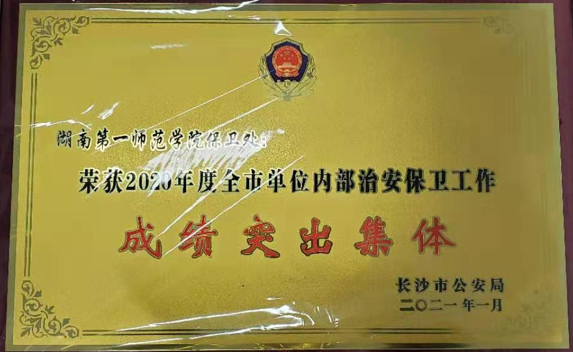 湖南第一师范学院保卫处:
荣获2020年度全市单位内部治安保卫工作
成绩突出集体
长沙市公安局
二〇二一年一月